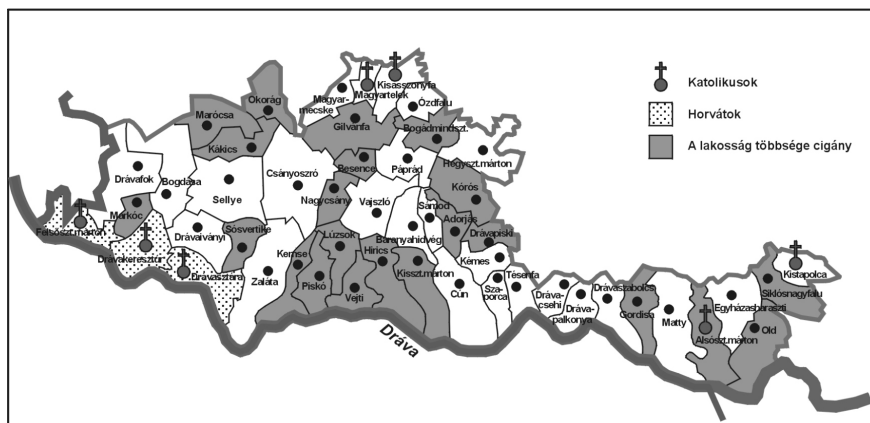 Katolikusok
Horvátok
A lakosság többsége cigány
Okorág
Marócsa
Kákics
Magyar-
mecske
Magyartelek
Kisasszonyfa
Ózdfalu
Gilvánfa
Bogádmindszt.
Hegyszt.márton
Drávafok
Bogdása
Sellye
Csányoszró
Besence
Páprád
Nagycsány
Vajszló
Kórós
Sámod
Adorjás
Drávapiski
Baranyahídvég
Markóc
Felsőszt.márton
Drávakeresztúr
Drávaiványi
Drávasztára
Sósvertike
Zaláta
Kemse
Piskó
Lúzsok
Vejti
Hirics
Kisszt.márton
Cún
Kémes
Sza-
porca
Tésenfa
Dráva-
csehi
Dráva-
palkonya
Drávaszabolcs
Gordisa
Matty
Alsószt.márton
Egyházasharaszti
Old
Siklósnagyfalu
Kistapolca
Dráva